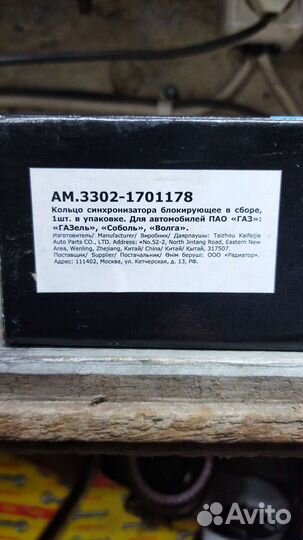 AM.3302-1701178
Кольцо синхронизатора блокирующее в сборе,
1шт. в упаковке. Для автомобилей ПАО «ГАЗ»:
«ГАЗель», «Соболь», «Волга».
Изготовитель/ Manufacturer/ Виробник/ Даярлаушы: Taizhou Kaifeijie
Auto Parts CO., LTD. Address: «No.52-2, North Jintang Road, Eastern New
Area, Wenling, Zhejiang, Китай/ China/ Китай/ Қытай, 317507.
Поставщик/ Supplier/ Постачальник/ Өнім беруші: ООО «Радиатор».
Адрес: 111402, Москва, ул. Кетчерская, д. 13, РФ.
Avito